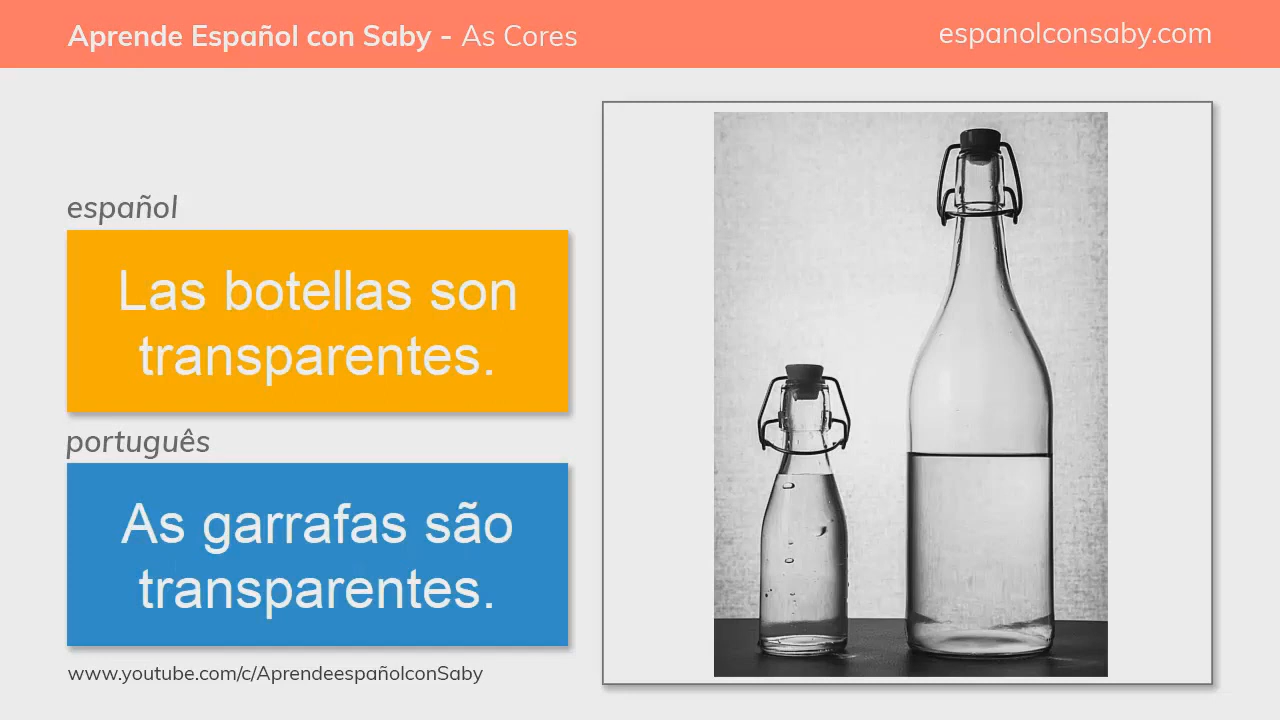 Aprende Español con Saby - As Cores
espanolconsaby.com
español
Las botellas son
transparentes.
português
As garrafas são
transparentes.
www.youtube.com/c/AprendeespañolconSaby